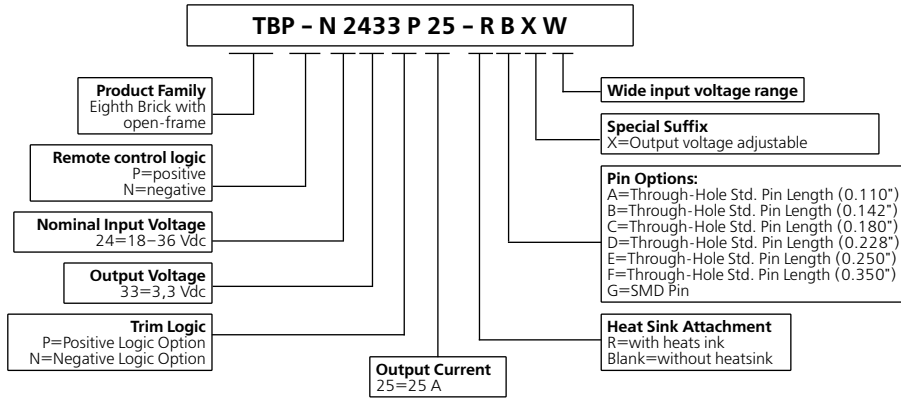 TBP – N 2433 P 25 – R B X W
Product Family
Eighth Brick with
open-frame
Remote control logic
P=positive
N=negative
Nominal Input Voltage
24=18–36 Vdc
Output Voltage
33=3,3 Vdc
Trim Logic
P=Positive Logic Option
N=Negative Logic Option
Output Current
25=25 A
Wide input voltage range
Special Suffix
X=Output voltage adjustable
Pin Options:
A=Through-Hole Std. Pin Length (0.110")
B=Through-Hole Std. Pin Length (0.142")
C=Through-Hole Std. Pin Length (0.180")
D=Through-Hole Std. Pin Length (0.228")
E=Through-Hole Std. Pin Length (0.250")
F=Through-Hole Std. Pin Length (0.350")
G=SMD Pin
Heat Sink Attachment
R=with heats ink
Blank=without heatsink